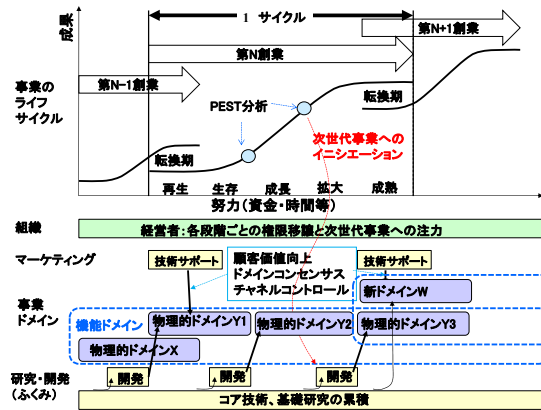 1 サイクル
成果
第N+1創業
第N創業
第N−1創業
事業の
ライフ
サイクル
PEST分析
転換期
転換期
次世代事業への
イニシエーション
再生 生存 成長 拡大 成熟
努力(資金・時間等)
組織
経営者:各段階ごとの権限移譲と次世代事業への注力
マーケティング
技術サポート
顧客価値向上
ドメインコンセンサス
チャネルコントロール
技術サポート
新ドメインW
事業
ドメイン
機能ドメイン
物理的ドメインY1
物理的ドメインY2
物理的ドメインY3
物理的ドメインX
研究・開発
(ふくみ)
開発
開発
開発
コア技術、基礎研究の累積